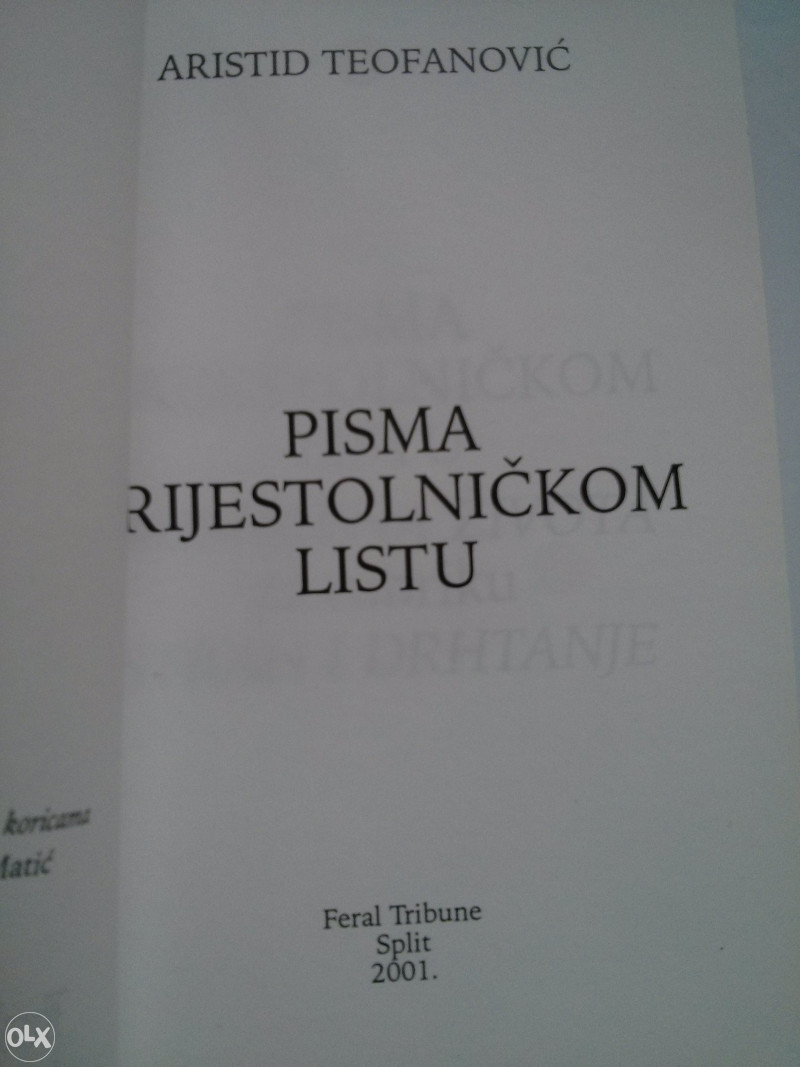 ARISTID TEOFANOVIĆ
PISMA
RIJESTOLNIČKOM
LISTU
koricama
Matić
Feral Tribune
Split
2001.
OLX